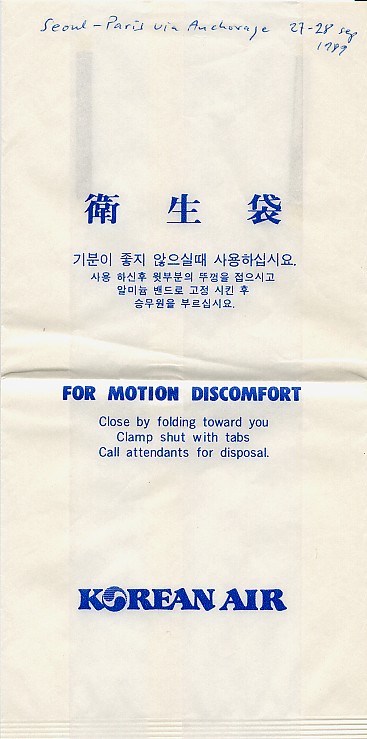 Seoul - Paris via Anchorage 27-28 sep
1989
衛生袋
기분이 좋지 않으실때 사용하십시요.
사용 하신후 윗부분의 뚜껑을 접으시고
알미늄 밴드로 고정 시킨 후
승무원을 부르십시요.
FOR MOTION DISCOMFORT
Close by folding toward you
Clamp shut with tabs
Call attendants for disposal.
KOREAN AIR